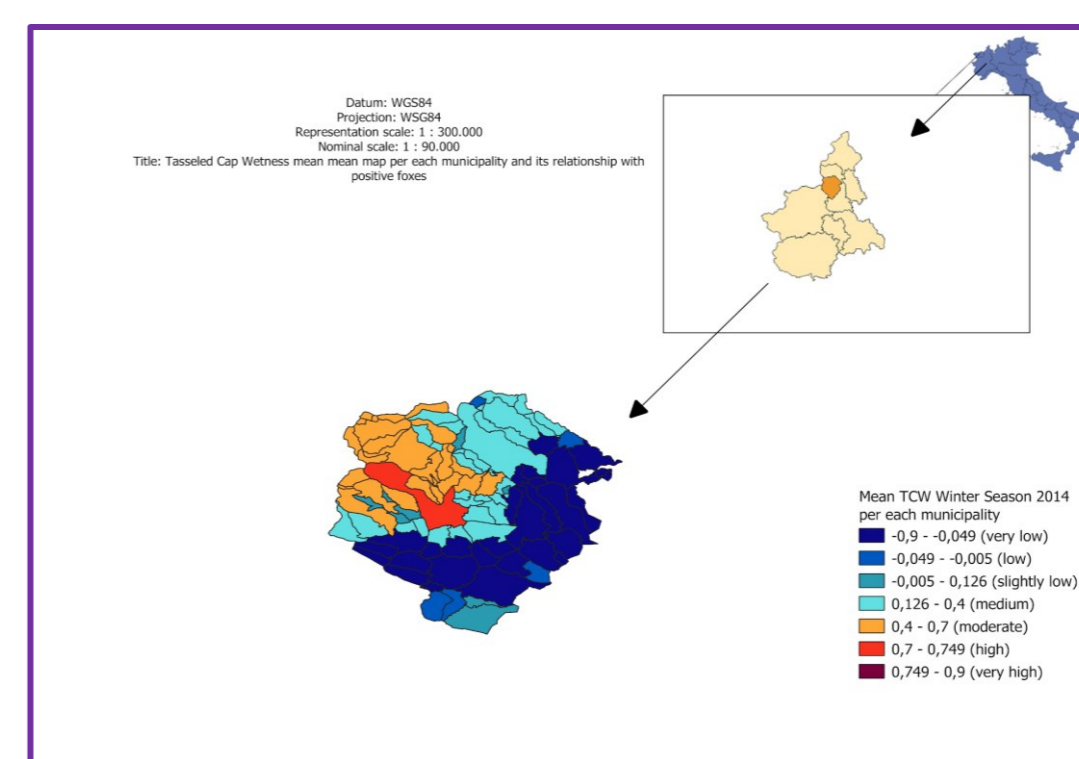 Datum: WGS84
Projection: WSG84
Representation scale: 1 : 300.000
Nominal scale: 1 : 90.000
Title: Tasseled Cap Wetness mean mean map per each municipality and its relationship with
positive foxes
Mean TCW Winter Season 2014
per each municipality
-0,9 - -0,049 (very low)
-0,049 - -0,005 (low)
-0,005 - 0,126 (slightly low)
0,126 - 0,4 (medium)
0,4 - 0,7 (moderate)
0,7 - 0,749 (high)
0,749 - 0,9 (very high)